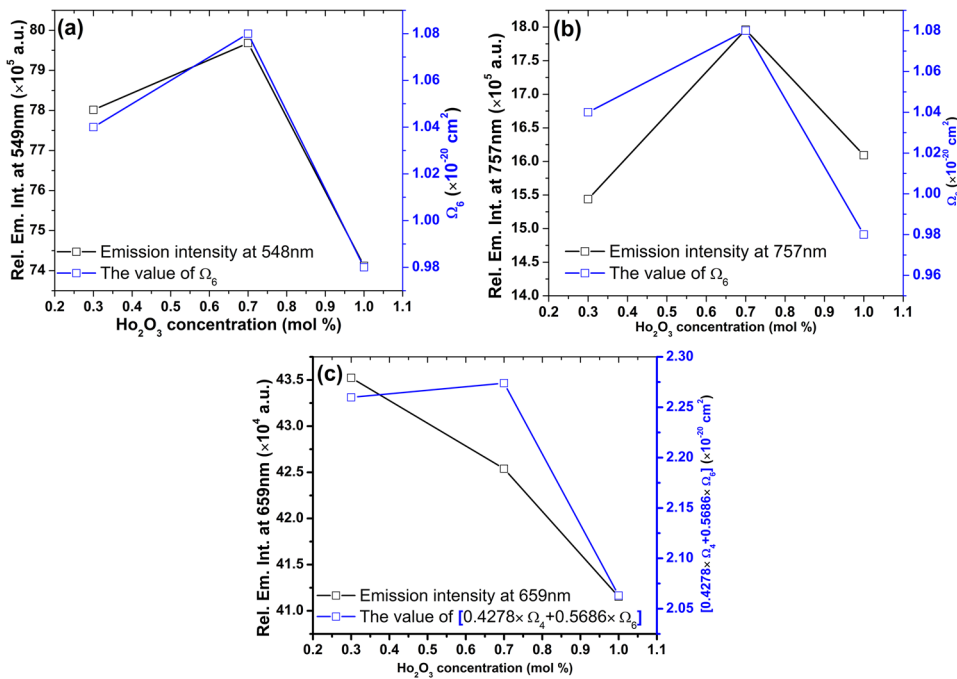 (a)
Rel. Em. Int. at 549nm (×10⁵ a.u.)
80
79
78
77
76
75
74
Ω₆ (×10⁻²⁰ cm²)
1.08
1.06
1.04
1.02
1.00
0.98
Emission intensity at 548nm
The value of Ω₆
0.2 0.3 0.4 0.5 0.6 0.7 0.8 0.9 1.0 1.1
Ho₂O₃ concentration (mol %)
(b)
Rel. Em. Int. at 757nm (×10⁵ a.u.)
18.0
17.5
17.0
16.5
16.0
15.5
15.0
14.5
14.0
(×10⁻²⁰ cm²)
1.08
1.06
1.04
1.02
1.00
0.98
0.96
Emission intensity at 757nm
The value of Ω₆
0.2 0.3 0.4 0.5 0.6 0.7 0.8 0.9 1.0 1.1
Ho₂O₃ concentration (mol %)
(c)
Rel. Em. Int. at 659nm (×10⁴ a.u.)
43.5
43.0
42.5
42.0
41.5
41.0
[0.4278× Ω₄+0.5686× Ω₆] (×10⁻²⁰ cm²)
2.30
2.25
2.20
2.15
2.10
2.05
Emission intensity at 659nm
The value of [0.4278× Ω₄+0.5686× Ω₆]
0.2 0.3 0.4 0.5 0.6 0.7 0.8 0.9 1.0 1.1
Ho₂O₃ concentration (mol %)